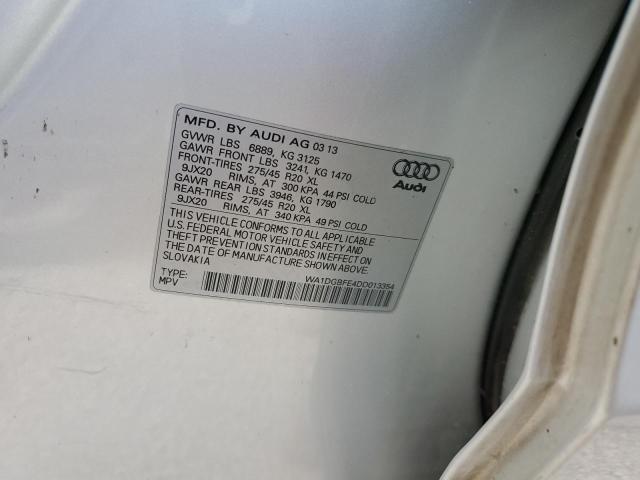 MFD. BY AUDI AG 03 13
GVWR LBS 6889, KG 3125
GAWR FRONT LBS 3241, KG 1470
FRONT-TIRES 275/45 R20 XL
9JX20 RIMS, AT 300 KPA 44 PSI COLD
GAWR REAR LBS 3946, KG 1790
REAR-TIRES 275/45 R20 XL
9JX20 RIMS, AT 340 KPA 49 PSI COLD
THIS VEHICLE CONFORMS TO ALL APPLICABLE
U.S. FEDERAL MOTOR VEHICLE SAFETY AND
THEFT PREVENTION STANDARDS IN EFFECT ON
THE DATE OF MANUFACTURE SHOWN ABOVE
SLOVAKIA
TYPE:
MPV
WA1DGBFE4DD013354
Audi